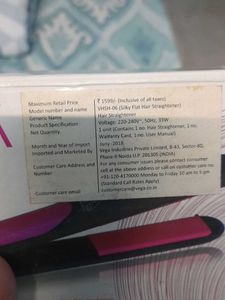 Maximum Retail Price ₹ 1599/- (Inclusive of all taxes)
Model number and name VHSH-06 (Silky Flat Hair Straightener)
Generic Name Hair Straightener
Product Specification Voltage: 220-240V~, 50Hz, 33W
Net Quantity 1 unit (Contains 1 no. Hair Straightener, 1 no.
Warranty Card, 1 no. User Manual)
Month and Year of import June-2018
Imported and Marketed By Vega Industries Private Limited, B-43, Sector-80,
Phase-II Noida U.P 201305 (INDIA)
Customer Care Address and For any consumer issues please contact consumer
Number cell at the above address or call on customer care no.
+91-120-4170000 Monday to Friday 10 am to 5 pm
(Standard Call Rates Apply)
Customer care email customercare@vega.co.in